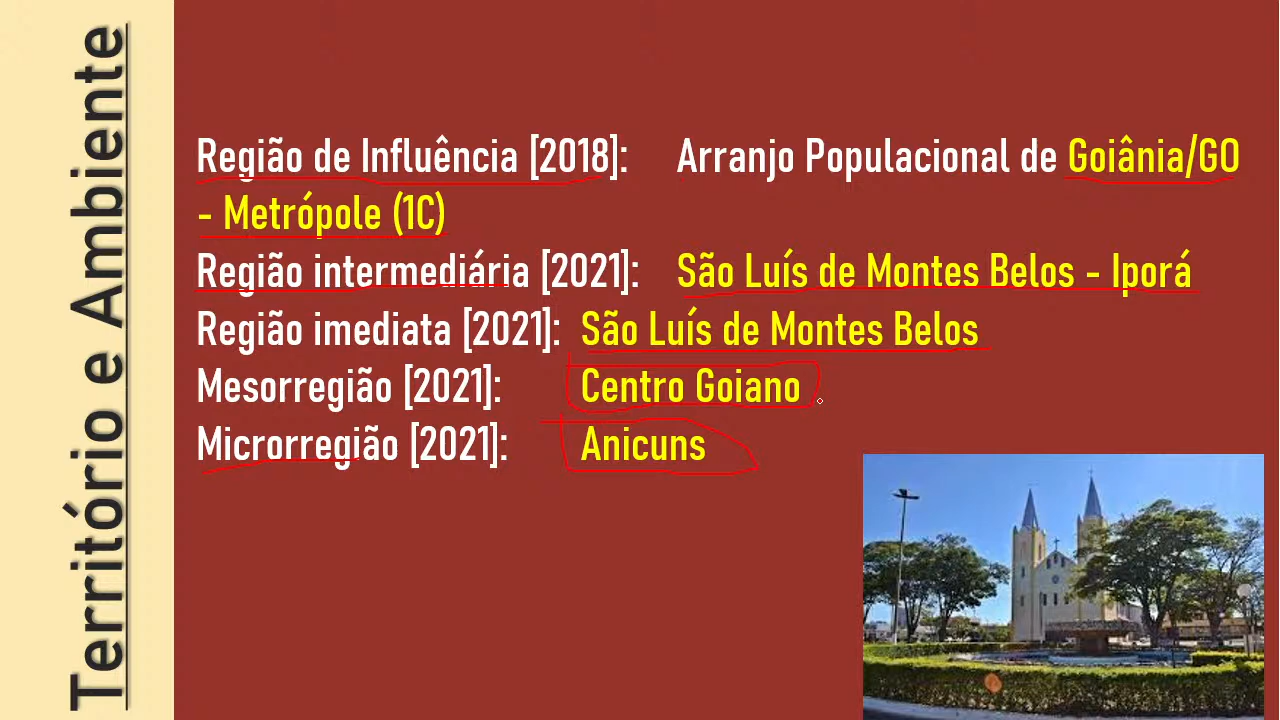 Território e Ambiente
Região de Influência [2018]: Arranjo Populacional de Goiânia/GO
- Metrópole (1C)
Região intermediária [2021]: São Luís de Montes Belos - Iporá
Região imediata [2021]: São Luís de Montes Belos
Mesorregião [2021]: Centro Goiano
Microrregião [2021]: Anicuns